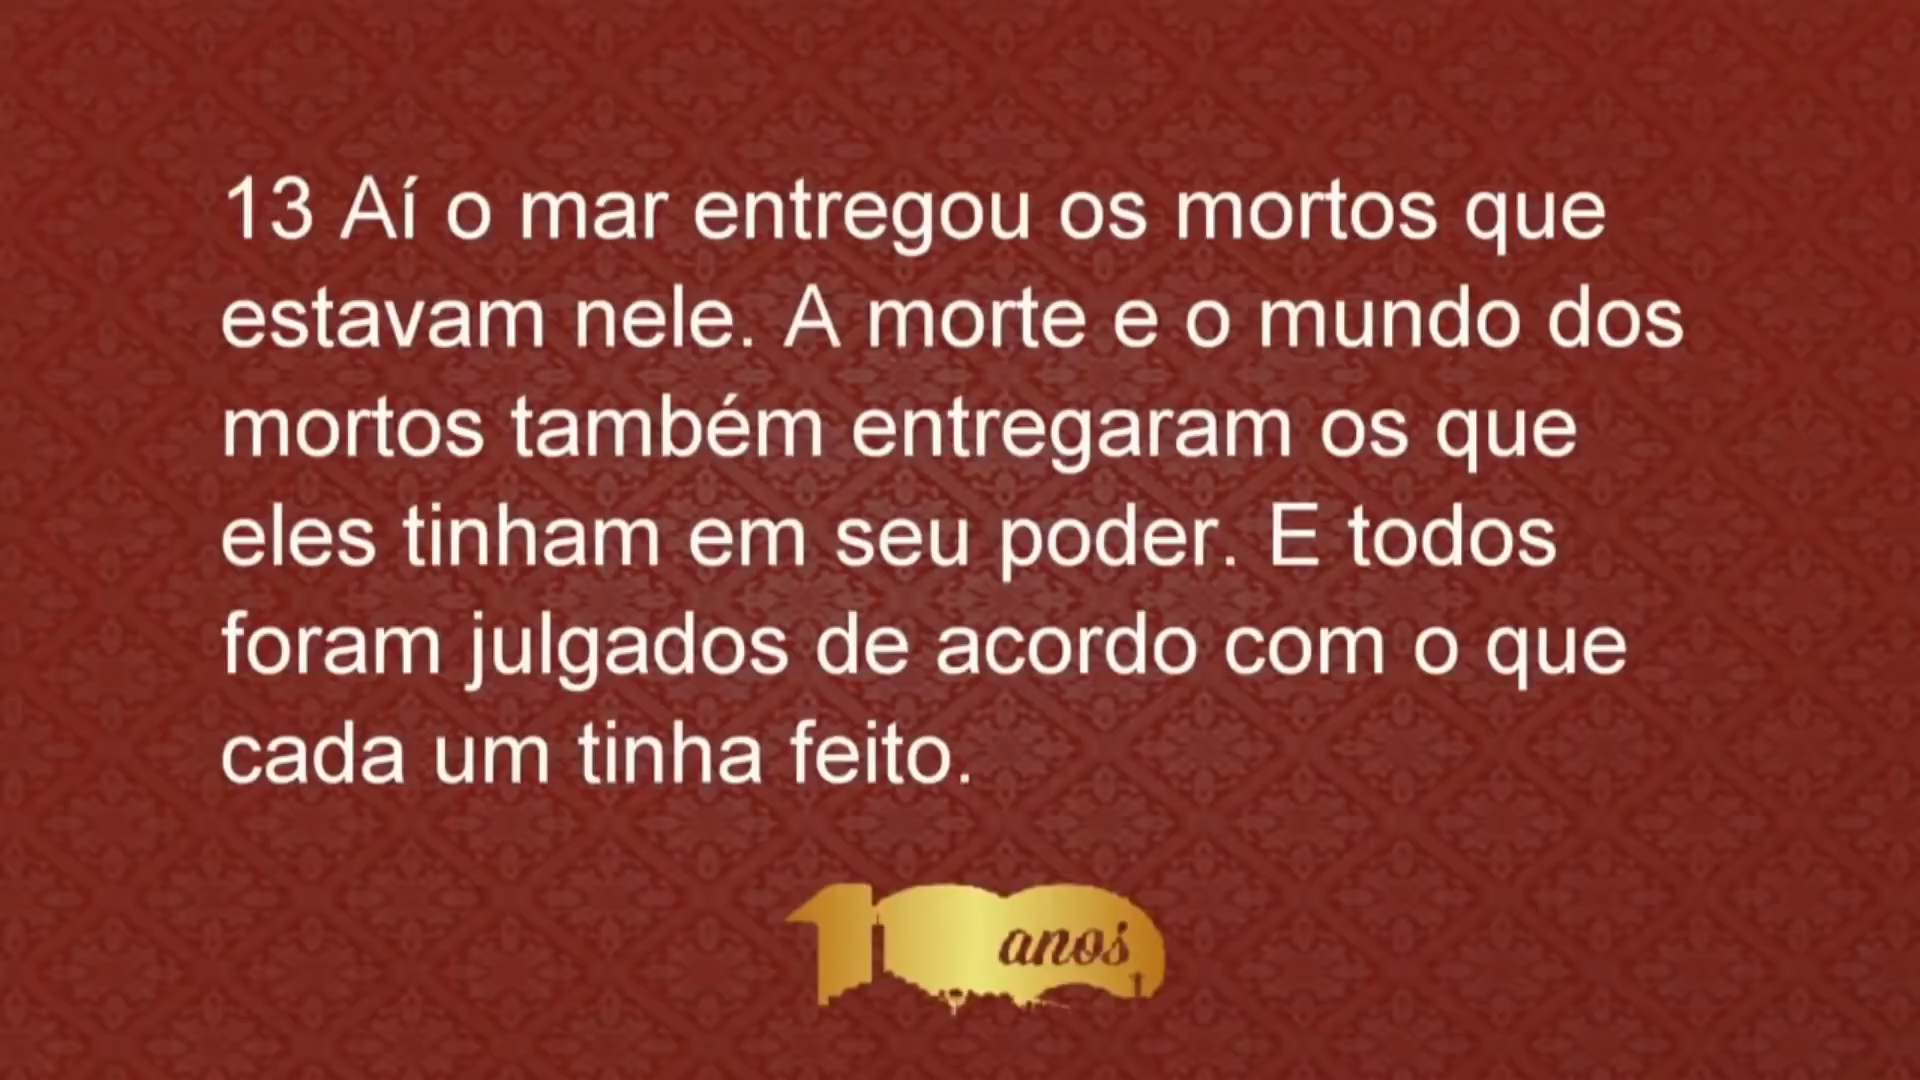 13 Aí o mar entregou os mortos que
estavam nele. A morte e o mundo dos
mortos também entregaram os que
eles tinham em seu poder. E todos
foram julgados de acordo com o que
cada um tinha feito.
100 anos